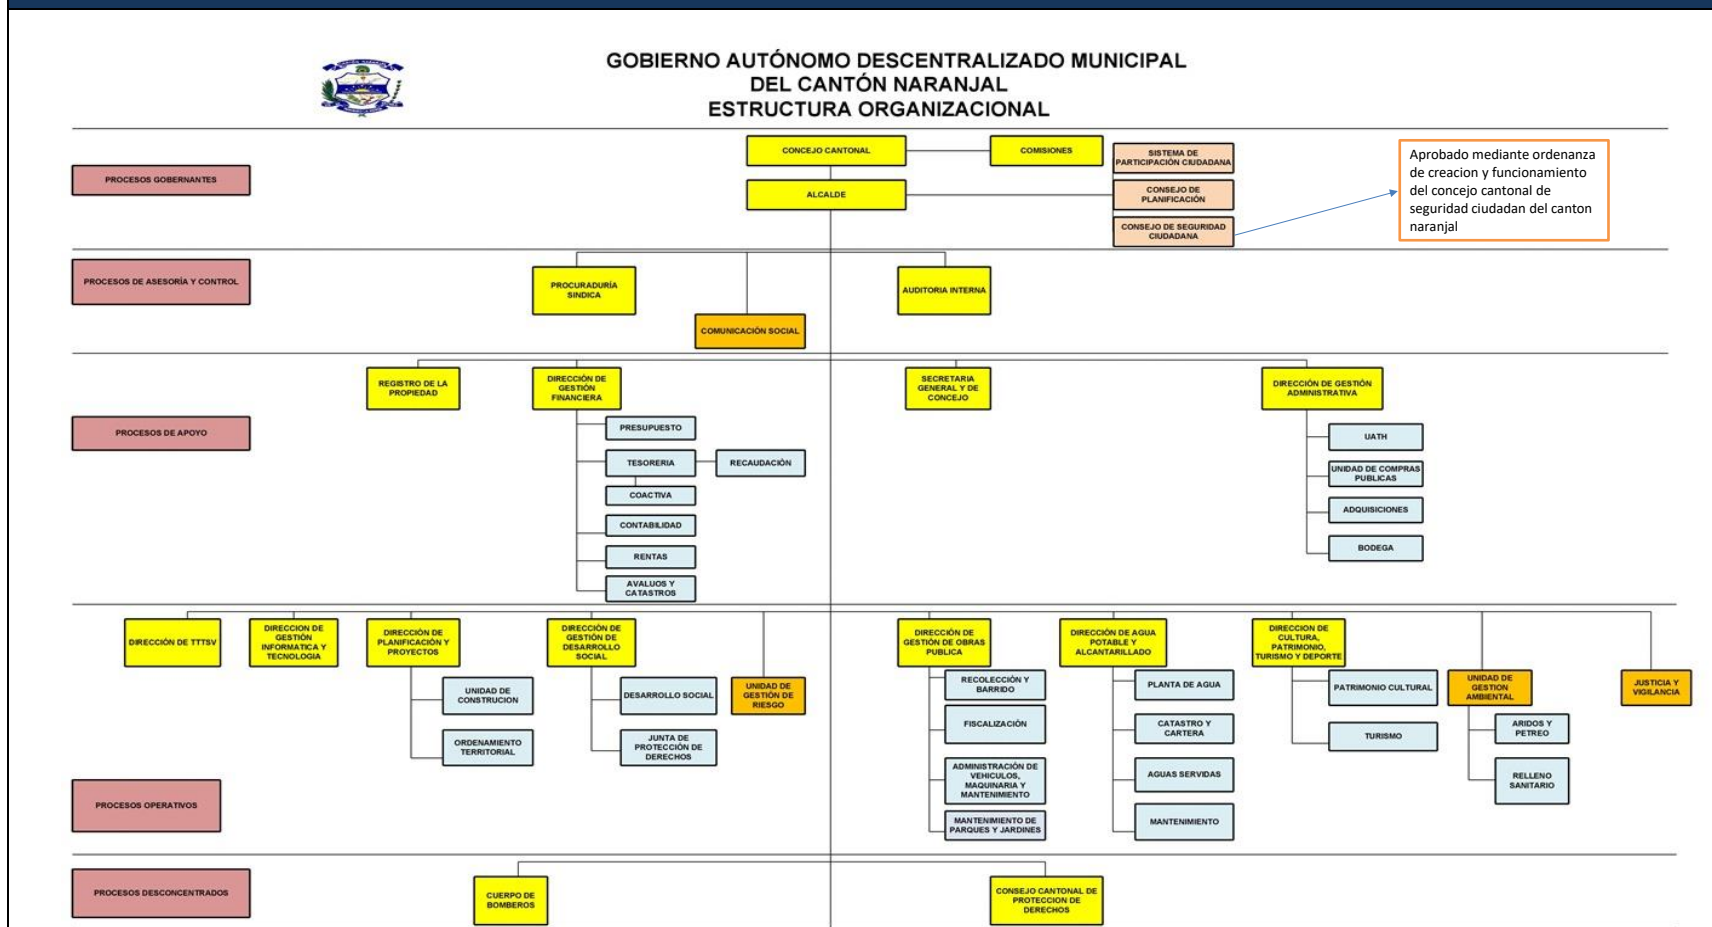 GOBIERNO AUTÓNOMO DESCENTRALIZADO MUNICIPAL
DEL CANTÓN NARANJAL
ESTRUCTURA ORGANIZACIONAL
PROCESOS GOBERNANTES
CONCEJO CANTONAL
COMISIONES
SISTEMA DE
PARTICIPACIÓN CIUDADANA
ALCALDE
CONSEJO DE
PLANIFICACIÓN
CONSEJO DE SEGURIDAD
CIUDADANA
Aprobado mediante ordenanza
de creacion y funcionamiento
del concejo cantonal de
seguridad ciudadan del canton
naranjal
PROCESOS DE ASESORÍA Y CONTROL
PROCURADURÍA
SINDICA
AUDITORIA INTERNA
COMUNICACIÓN SOCIAL
PROCESOS DE APOYO
REGISTRO DE LA
PROPIEDAD
DIRECCIÓN DE
GESTIÓN
FINANCIERA
SECRETARIA
GENERAL Y DE
CONCEJO
DIRECCIÓN DE GESTIÓN
ADMINISTRATIVA
PRESUPUESTO
TESORERIA
RECAUDACIÓN
COACTIVA
CONTABILIDAD
RENTAS
AVALUOS Y
CATASTROS
UATH
UNIDAD DE COMPRAS
PUBLICAS
ADQUISICIONES
BODEGA
PROCESOS OPERATIVOS
DIRECCIÓN DE TTTSV
DIRECCION DE
GESTIÓN
INFORMATICA Y
TECNOLOGIA
DIRECCIÓN DE
PLANIFICACIÓN Y
PROYECTOS
UNIDAD DE
CONSTRUCION
ORDENAMIENTO
TERRITORIAL
DIRECCIÓN DE
GESTIÓN DE
DESARROLLO
SOCIAL
DESARROLLO SOCIAL
JUNTA DE
PROTECCIÓN DE
DERECHOS
UNIDAD DE
GESTIÓN DE
RIESGO
DIRECCIÓN DE
GESTIÓN DE OBRAS
PUBLICA
RECOLECCIÓN Y
BARRIDO
FISCALIZACIÓN
ADMINISTRACIÓN DE
VEHICULOS,
MAQUINARIA Y
MANTENIMIENTO
MANTENIMIENTO DE
PARQUES Y JARDINES
DIRECCIÓN DE AGUA
POTABLE Y
ALCANTARILLADO
PLANTA DE AGUA
CATASTRO Y
CARTERA
AGUAS SERVIDAS
MANTENIMIENTO
DIRECCION DE
CULTURA,
PATRIMONIO,
TURISMO Y DEPORTE
PATRIMONIO CULTURAL
TURISMO
UNIDAD DE
GESTION
AMBIENTAL
ARIDOS Y
PETREO
RELLENO
SANITARIO
JUSTICIA Y
VIGILANCIA
PROCESOS DESCONCENTRADOS
CUERPO DE
BOMBEROS
CONSEJO CANTONAL DE
PROTECCION DE
DERECHOS